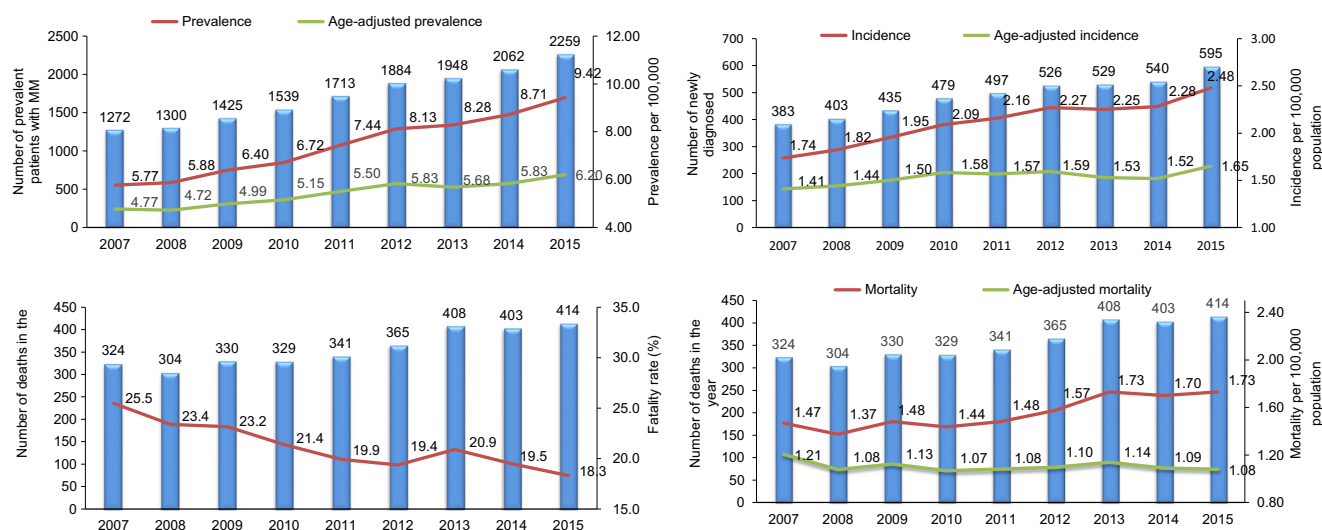 Prevalence Age-adjusted prevalence
Number of prevalent
patients with MM
2500
2000
1500
1000
500
0
1272 1300 1425 1539 1713 1884 1948 2062 2259
5.77 5.88 6.40 6.72 7.44 8.13 8.28 8.71 9.42
4.77 4.72 4.99 5.15 5.50 5.83 5.68 5.83 6.20
12.00
10.00
8.00
6.00
4.00
Prevalence per 100,000
2007 2008 2009 2010 2011 2012 2013 2014 2015
Incidence Age-adjusted incidence
Number of newly
diagnosed
700
600
500
400
300
200
100
0
383 403 435 479 497 526 529 540 595
1.74 1.82 1.95 2.09 2.16 2.27 2.25 2.28 2.48
1.41 1.44 1.50 1.58 1.57 1.59 1.53 1.52 1.65
3.00
2.50
2.00
1.50
1.00
Incidence per 100,000
population
2007 2008 2009 2010 2011 2012 2013 2014 2015
Number of deaths in the
450
400
350
300
250
200
150
100
50
0
324 304 330 329 341 365 408 403 414
25.5 23.4 23.2 21.4 19.9 19.4 20.9 19.5 18.3
35.0
30.0
25.0
20.0
15.0
Fatality rate (%)
2007 2008 2009 2010 2011 2012 2013 2014 2015
Mortality Age-adjusted mortality
Number of deaths in the
year
450
400
350
300
250
200
150
100
50
0
324 304 330 329 341 365 408 403 414
1.47 1.37 1.48 1.44 1.48 1.57 1.73 1.70 1.73
1.21 1.08 1.13 1.07 1.08 1.10 1.14 1.09 1.08
2.40
2.00
1.60
1.20
0.80
Mortality per 100,000
population
2007 2008 2009 2010 2011 2012 2013 2014 2015